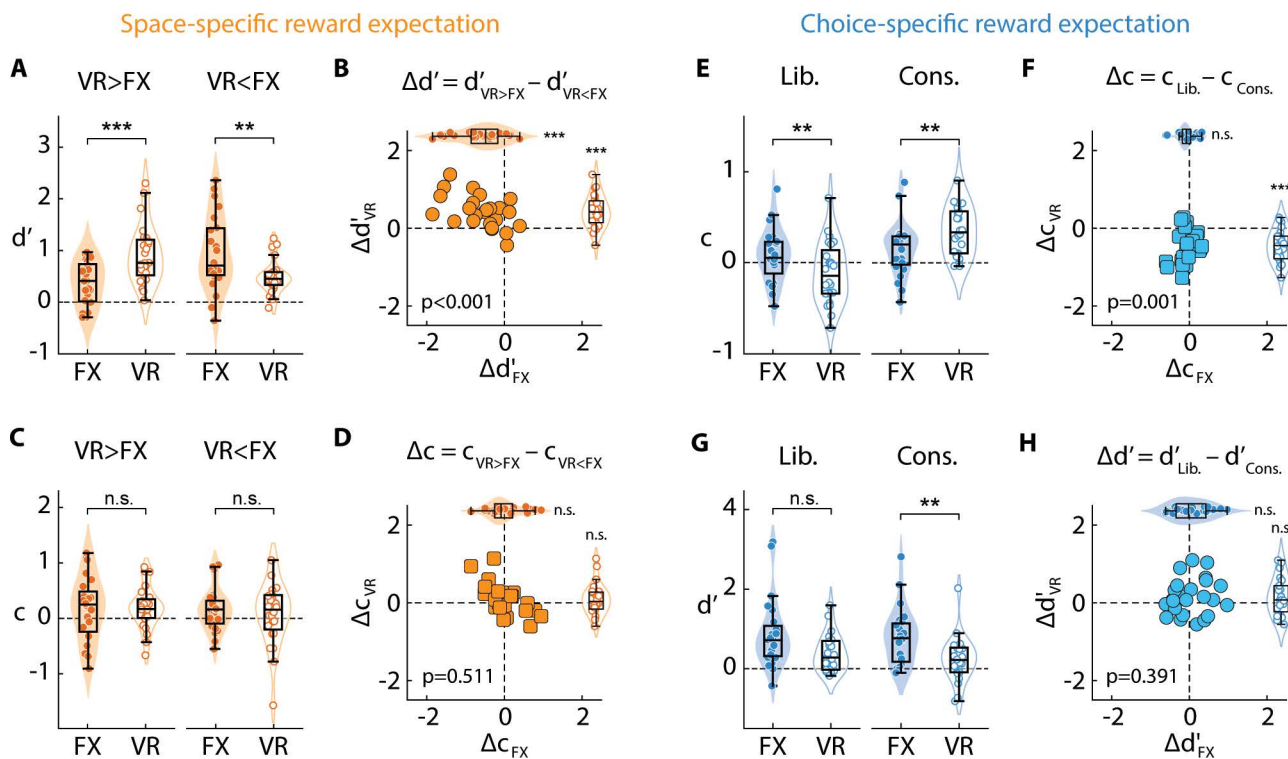 Space-specific reward expectation
Choice-specific reward expectation
A
VR>FX
VR<FX
***
**
3
2
1
0
-1
d'
FX
VR
FX
VR
B
Δd' = d'VR>FX − d'VR<FX
***
***
2
0
-2
Δd'VR
p<0.001
-2
0
2
Δd'FX
E
Lib.
Cons.
**
**
1
0
-1
c
FX
VR
FX
VR
F
Δc = c Lib. − c Cons.
n.s.
***
2
0
-2
ΔcVR
p=0.001
-2
0
2
ΔcFX
C
VR>FX
VR<FX
n.s.
n.s.
2
1
0
-1
c
FX
VR
FX
VR
D
Δc = cVR>FX − cVR<FX
n.s.
n.s.
2
0
-2
ΔcVR
p=0.511
-2
0
2
ΔcFX
G
Lib.
Cons.
n.s.
**
4
2
0
d'
FX
VR
FX
VR
H
Δd' = d'Lib. − d'Cons.
n.s.
n.s
2
0
-2
Δd'VR
p=0.391
-2
0
2
Δd'FX